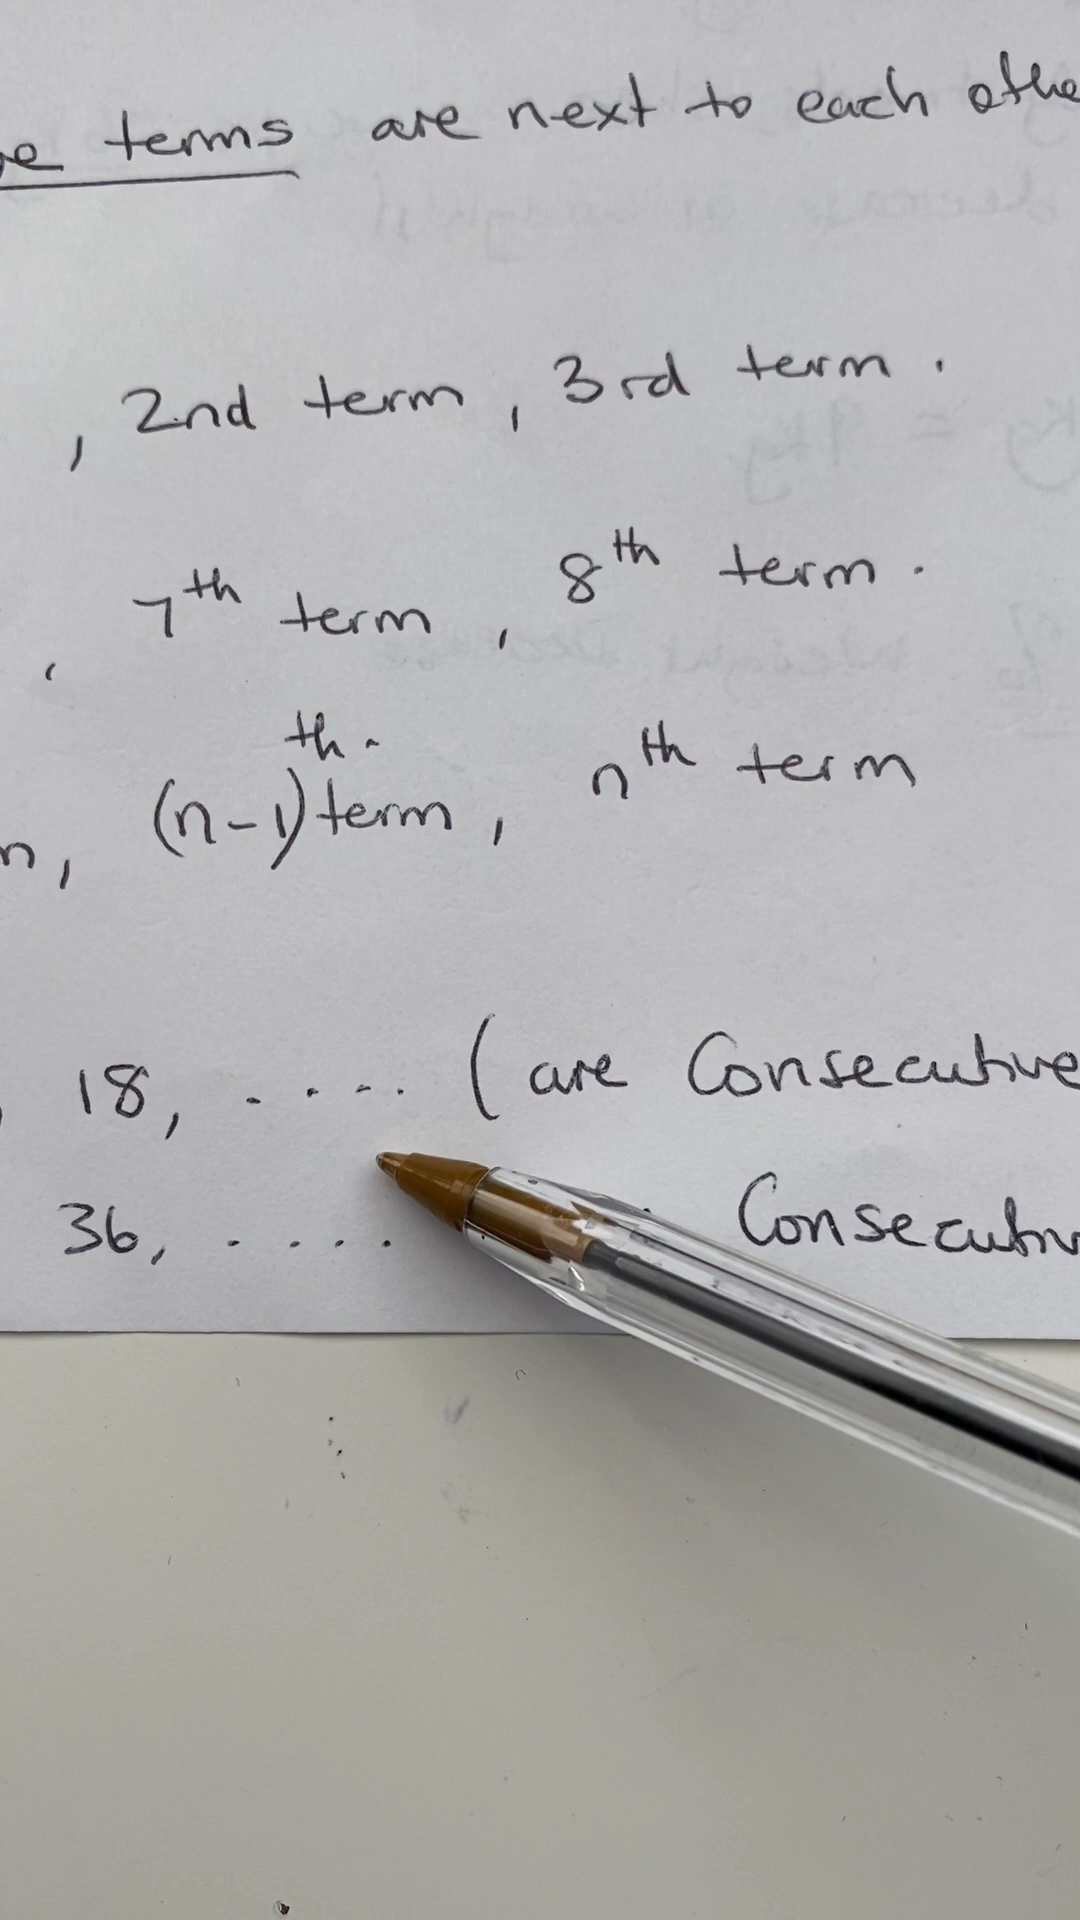 terms are next to each othe
, 2nd term, 3rd term.
, 7th term, 8th term.
n, (n-1)th term, nth term
, 18, .... (are Consecutive
36, .... Consecutiv